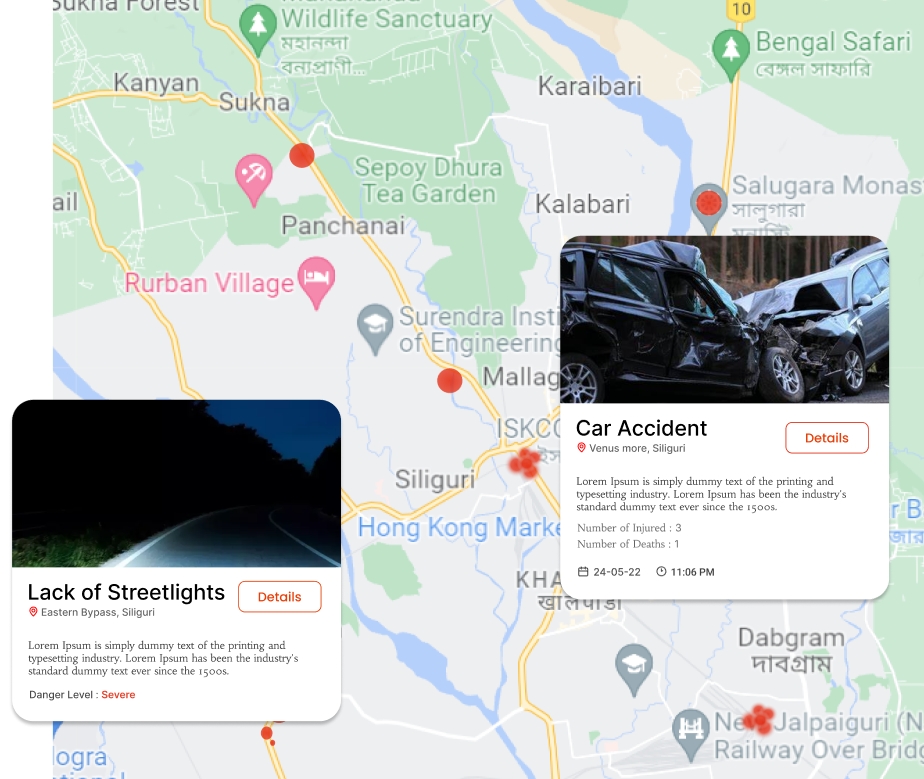 Sukna Forest
Wildlife Sanctuary
মহানন্দা
বন্যপ্রাণী...
10
Bengal Safari
বেঙ্গল সাফারি
Kanyan
Sukna
Karaibari
Sepoy Dhura
Tea Garden
ail
Salugara Monas
সালুগারা
Kalabari
Panchanai
Rurban Village
Surendra Insti
of Engineering
Mallag
ISKCO
Siliguri
Hong Kong Marke
Car Accident
Venus more, Siliguri
Details
Lorem Ipsum is simply dummy text of the printing and
typesetting industry. Lorem Ipsum has been the industry's
standard dummy text ever since the 1500s.
Number of Injured : 3
Number of Deaths : 1
24-05-22 11:06 PM
Lack of Streetlights
Eastern Bypass, Siliguri
Details
Lorem Ipsum is simply dummy text of the printing and
typesetting industry. Lorem Ipsum has been the industry's
standard dummy text ever since the 1500s.
Danger Level : Severe
r B
জার
KHA
খালপাড়া
Dabgram
দাবগ্রাম
Jalpaiguri (N
Railway Over Bridg
logra